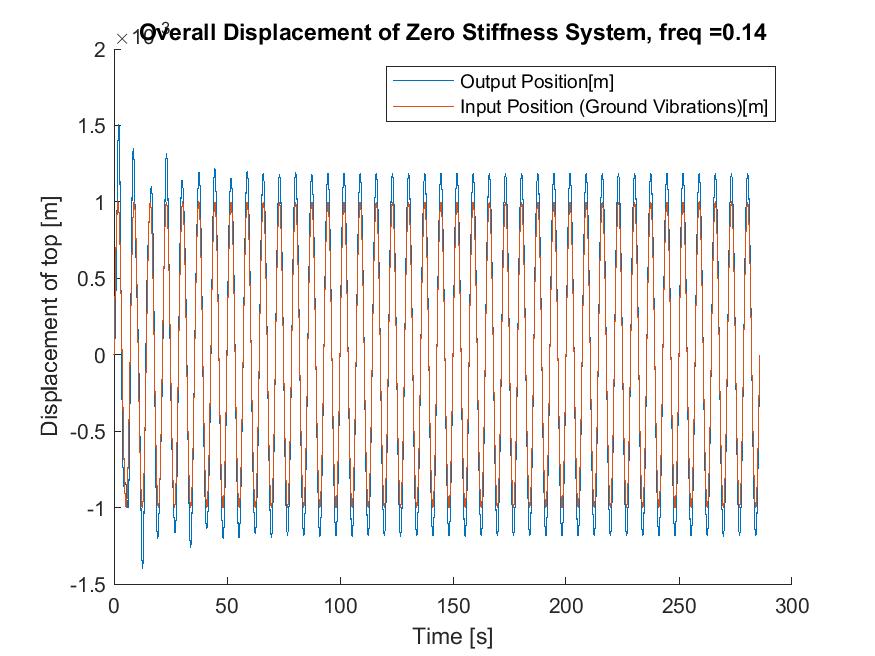 ×10⁻³
Overall Displacement of Zero Stiffness System, freq =0.14
Output Position[m]
Input Position (Ground Vibrations)[m]
2
1.5
1
0.5
0
-0.5
-1
-1.5
Displacement of top [m]
0 50 100 150 200 250 300
Time [s]